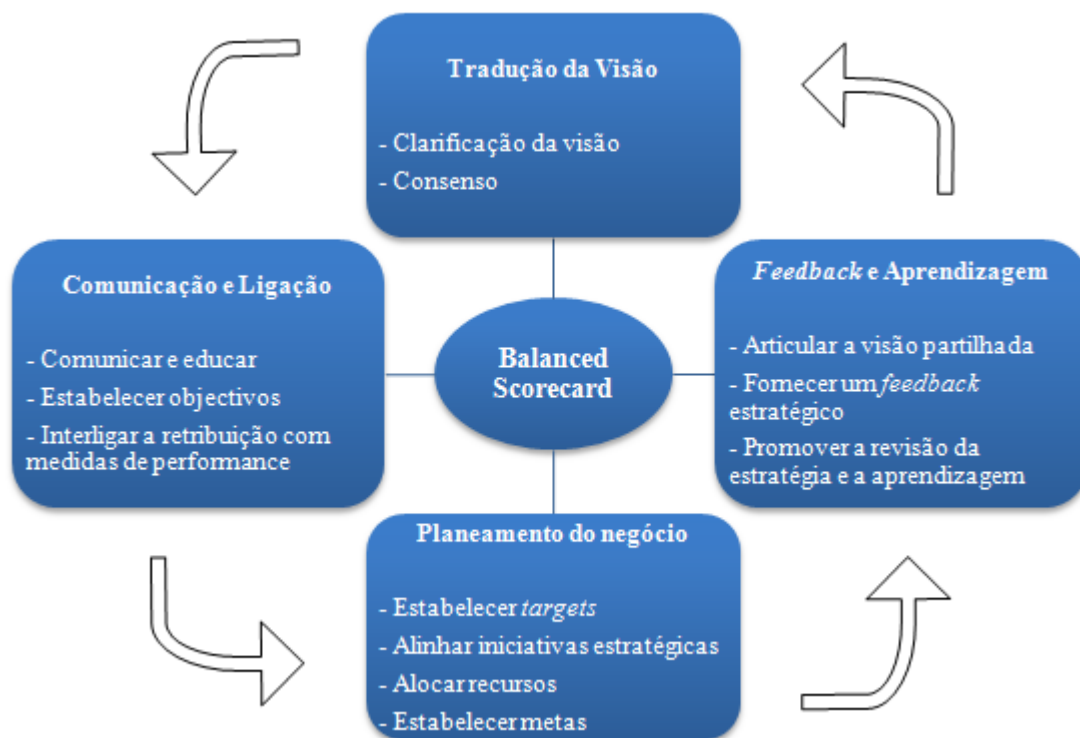 Tradução da Visão
- Clarificação da visão
- Consenso
Comunicação e Ligação
- Comunicar e educar
- Estabelecer objectivos
- Interligar a retribuição com
medidas de performance
Balanced
Scorecard
Feedback e Aprendizagem
- Articular a visão partilhada
- Fornecer um feedback
estratégico
- Promover a revisão da
estratégia e a aprendizagem
Planeamento do negócio
- Estabelecer targets
- Alinhar iniciativas estratégicas
- Alocar recursos
- Estabelecer metas